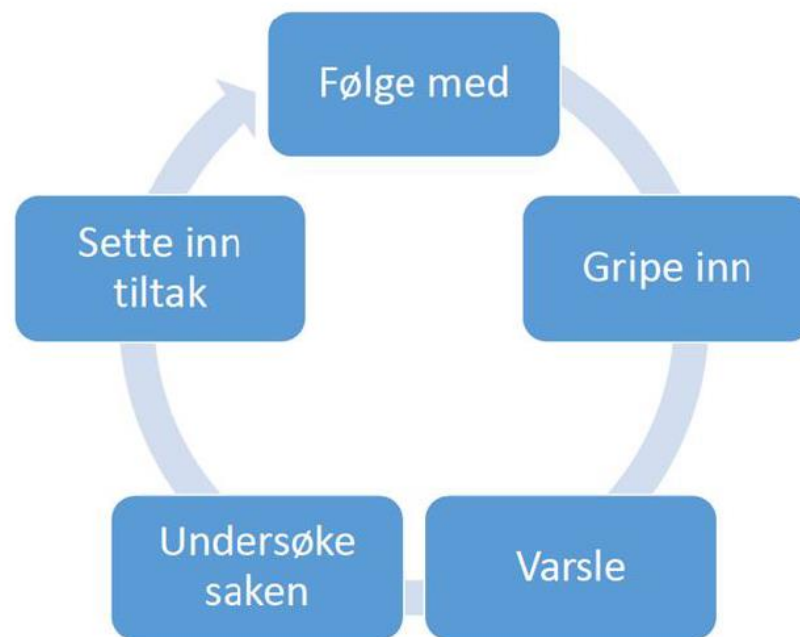 Følge med
Gripe inn
Varsle
Undersøke
saken
Sette inn
tiltak